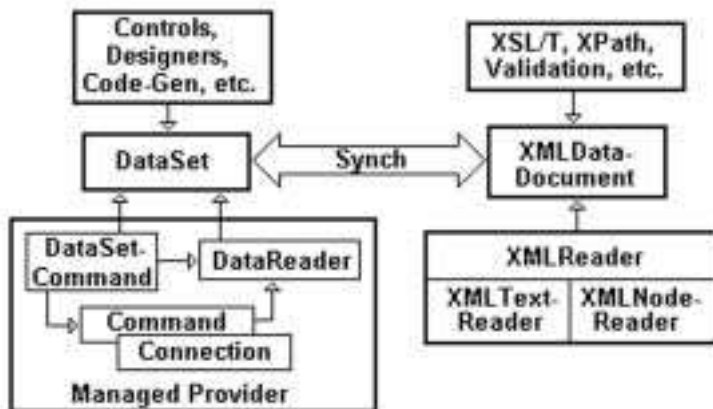 Controls,
Designers,
Code-Gen, etc.
XSL/T, XPath,
Validation, etc.
DataSet
Synch
XMLData-
Document
DataSet-
Command
DataReader
Command
Connection
Managed Provider
XMLReader
XMLText-
Reader
XMLNode-
Reader